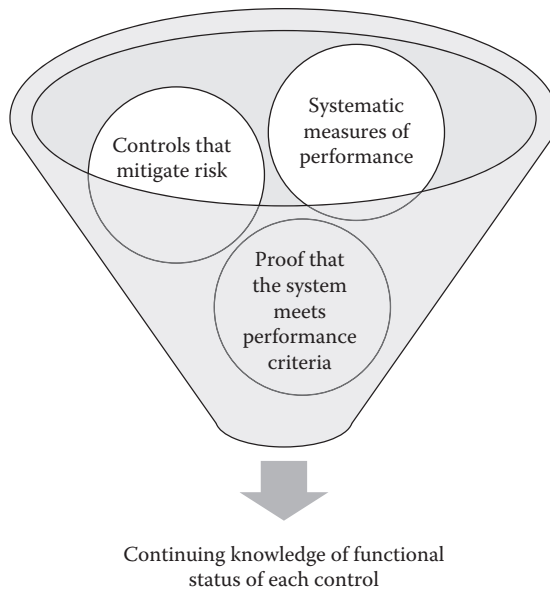 Controls that
mitigate risk
Systematic
measures of
performance
Proof that
the system
meets
performance
criteria
Continuing knowledge of functional
status of each control